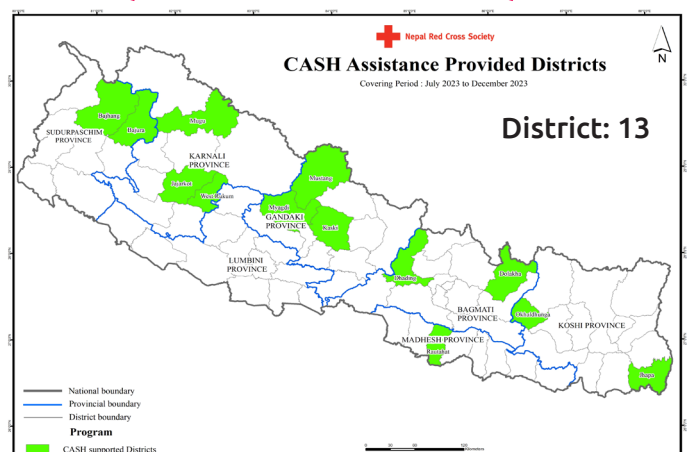 Nepal Red Cross Society
N
CASH Assistance Provided Districts
Covering Period : July 2023 to December 2023
District: 13
Bajhang
Bajura
Mugu
SUDURPASCHIM
PROVINCE
KARNALI
PROVINCE
Jajarkot
West Rukum
Mustang
Myagdi
GANDAKI
PROVINCE
Kaski
LUMBINI
PROVINCE
Dhading
Dolakha
BAGMATI
PROVINCE
Okhaldhunga
KOSHI PROVINCE
MADHESH PROVINCE
Rautahat
Jhapa
National boundary
Provincial boundary
District boundary
Program
CASH supported Districts
Kilometers